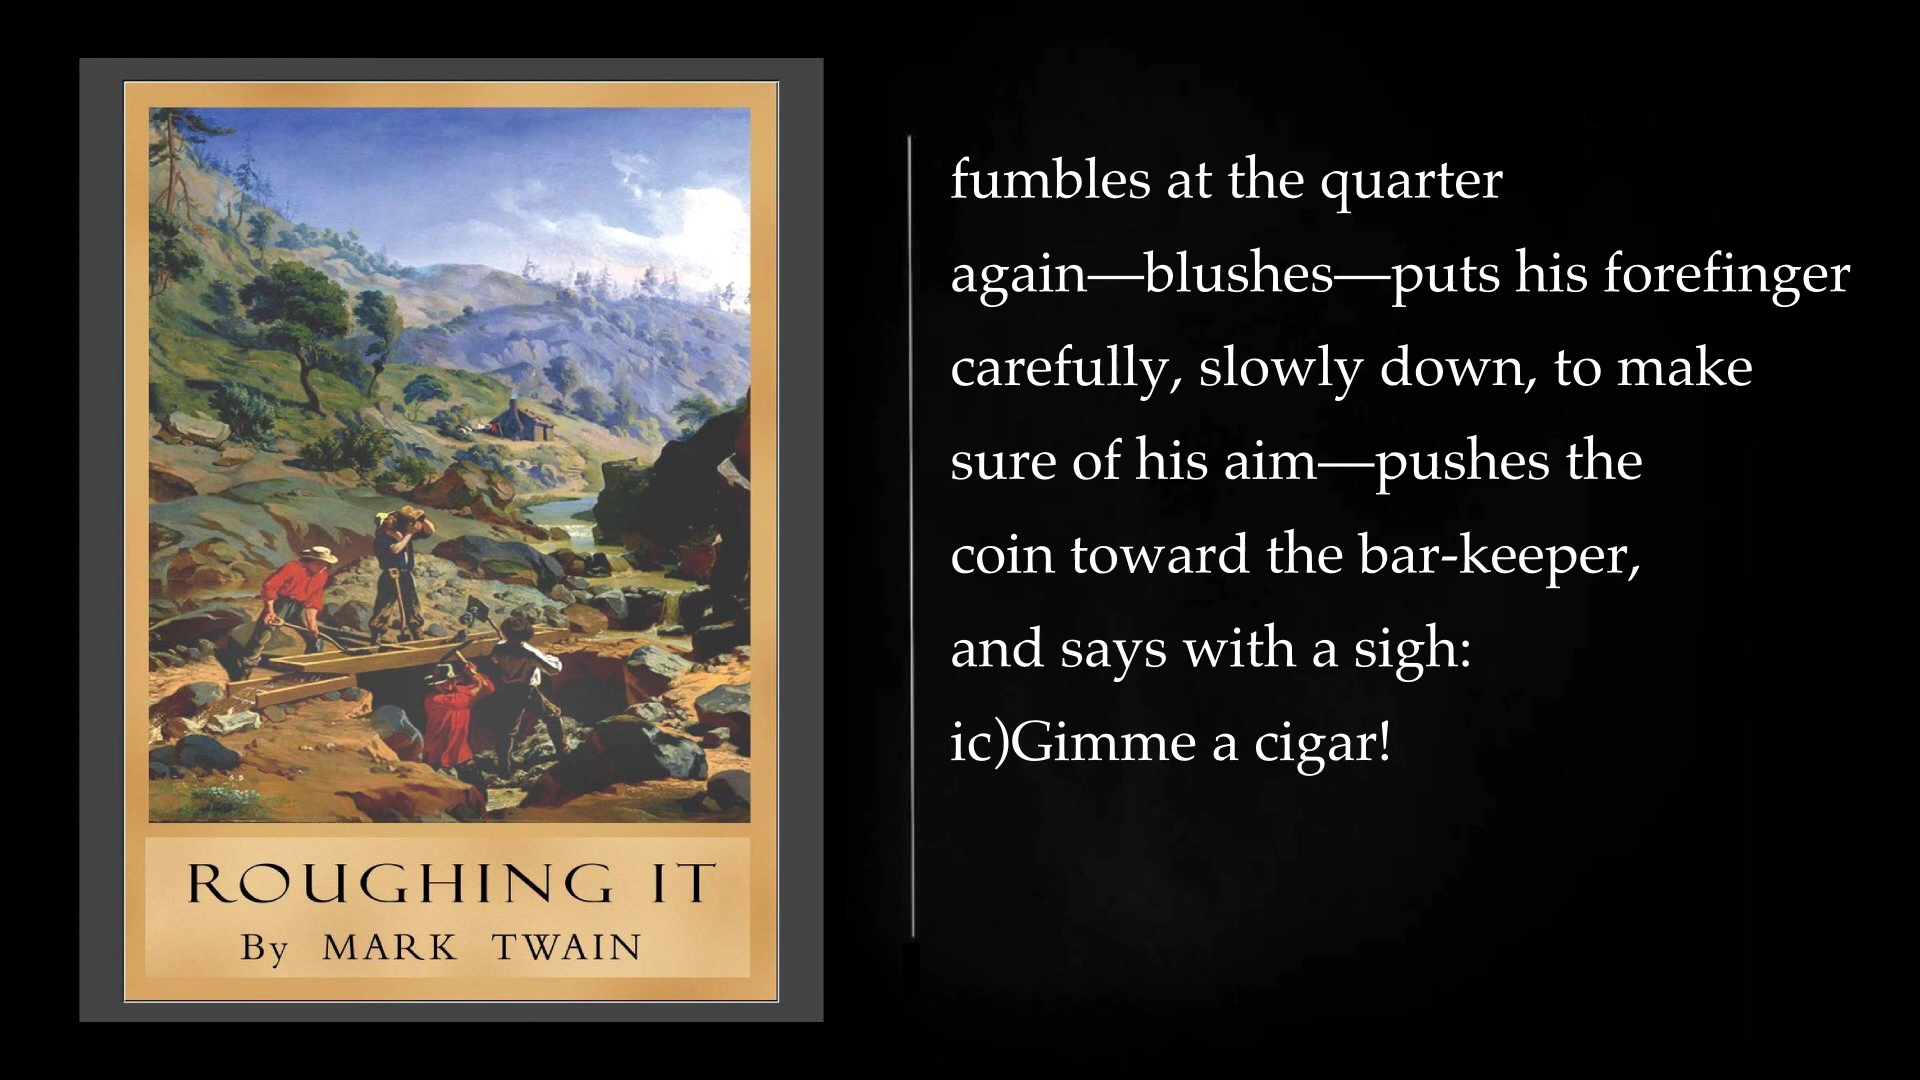 ROUGHING IT
By MARK TWAIN
fumbles at the quarter
again—blushes—puts his forefinger
carefully, slowly down, to make
sure of his aim—pushes the
coin toward the bar-keeper,
and says with a sigh:
ic)Gimme a cigar!